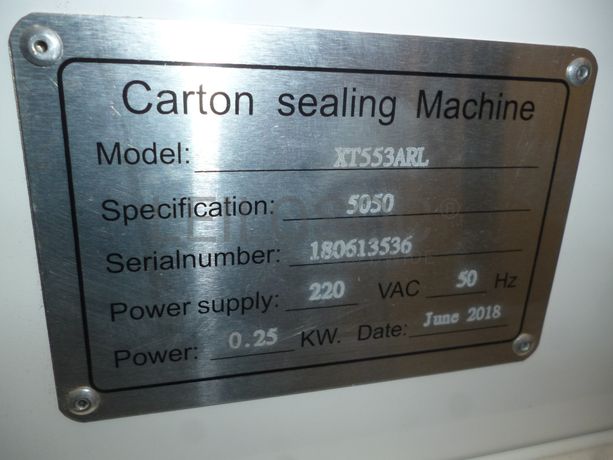 Carton sealing Machine
Model: XT553ARL
Specification: 5050
Serialnumber: 180613536
Power supply: 220 VAC 50 Hz
Power: 0.25 KW. Date: June 2018